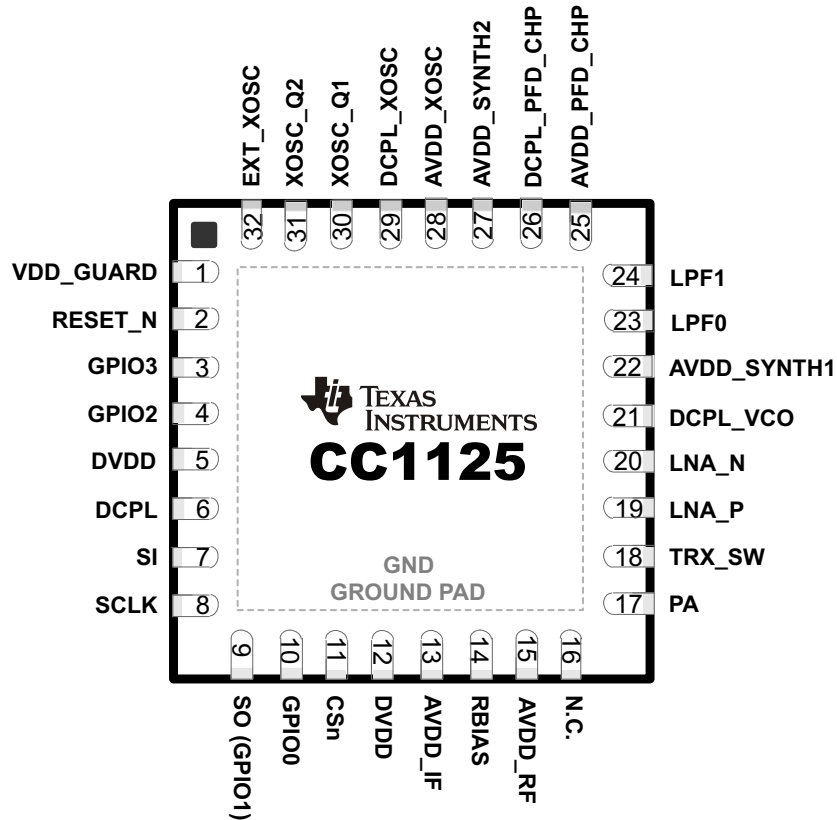 EXT_XOSC
XOSC_Q2
XOSC_Q1
DCPL_XOSC
AVDD_XOSC
AVDD_SYNTH2
DCPL_PFD_CHP
AVDD_PFD_CHP
32
31
30
29
28
27
26
25
VDD_GUARD 1
RESET_N 2
GPIO3 3
GPIO2 4
DVDD 5
DCPL 6
SI 7
SCLK 8
24 LPF1
23 LPF0
22 AVDD_SYNTH1
21 DCPL_VCO
20 LNA_N
19 LNA_P
18 TRX_SW
17 PA
TEXAS
INSTRUMENTS
CC1125
GND
GROUND PAD
9
10
11
12
13
14
15
16
SO (GPIO1)
GPIO0
CSn
DVDD
AVDD_IF
RBIAS
AVDD_RF
N.C.